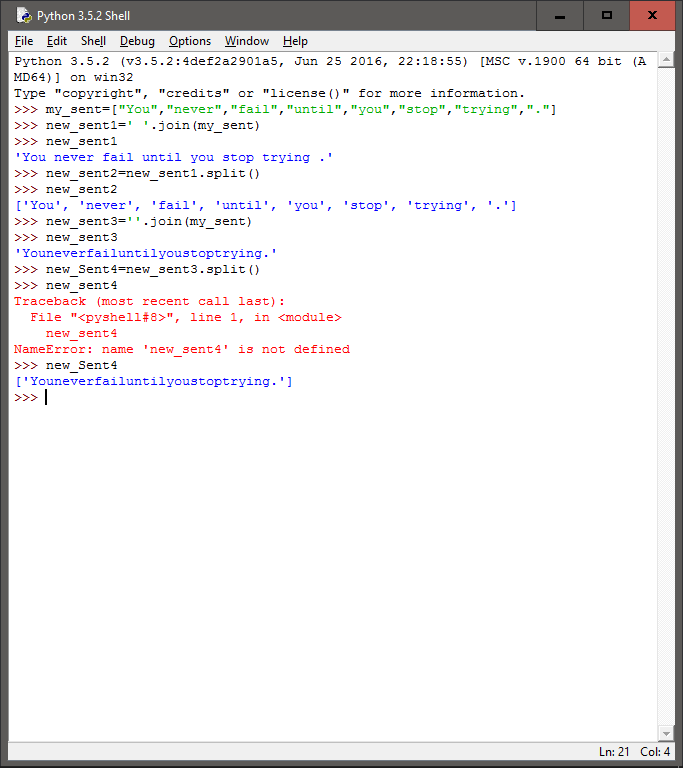 Python 3.5.2 Shell
File Edit Shell Debug Options Window Help
Python 3.5.2 (v3.5.2:4def2a2901a5, Jun 25 2016, 22:18:55) [MSC v.1900 64 bit (A
MD64)] on win32
Type "copyright", "credits" or "license()" for more information.
>>> my_sent=["You","never","fail","until","you","stop","trying","."]
>>> new_sent1=' '.join(my_sent)
>>> new_sent1
'You never fail until you stop trying .'
>>> new_sent2=new_sent1.split()
>>> new_sent2
['You', 'never', 'fail', 'until', 'you', 'stop', 'trying', '.']
>>> new_sent3=''.join(my_sent)
>>> new_sent3
'Youneverfailuntilyoustoptrying.'
>>> new_Sent4=new_sent3.split()
>>> new_sent4
Traceback (most recent call last):
  File "<pyshell#8>", line 1, in <module>
    new_sent4
NameError: name 'new_sent4' is not defined
>>> new_Sent4
['Youneverfailuntilyoustoptrying.']
>>>
Ln: 21 Col: 4